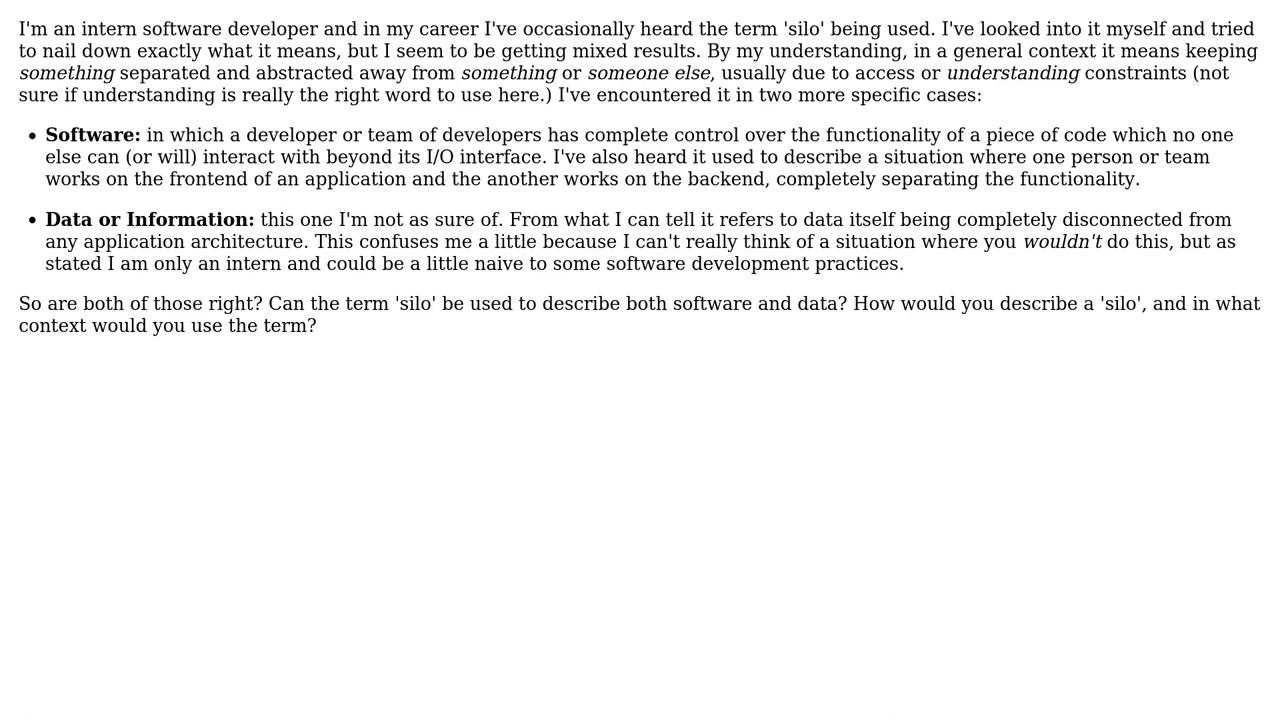 I'm an intern software developer and in my career I've occasionally heard the term 'silo' being used. I've looked into it myself and tried
to nail down exactly what it means, but I seem to be getting mixed results. By my understanding, in a general context it means keeping
something separated and abstracted away from something or someone else, usually due to access or understanding constraints (not
sure if understanding is really the right word to use here.) I've encountered it in two more specific cases:
• Software: in which a developer or team of developers has complete control over the functionality of a piece of code which no one
else can (or will) interact with beyond its I/O interface. I've also heard it used to describe a situation where one person or team
works on the frontend of an application and the another works on the backend, completely separating the functionality.
• Data or Information: this one I'm not as sure of. From what I can tell it refers to data itself being completely disconnected from
any application architecture. This confuses me a little because I can't really think of a situation where you wouldn't do this, but as
stated I am only an intern and could be a little naive to some software development practices.
So are both of those right? Can the term 'silo' be used to describe both software and data? How would you describe a 'silo', and in what
context would you use the term?